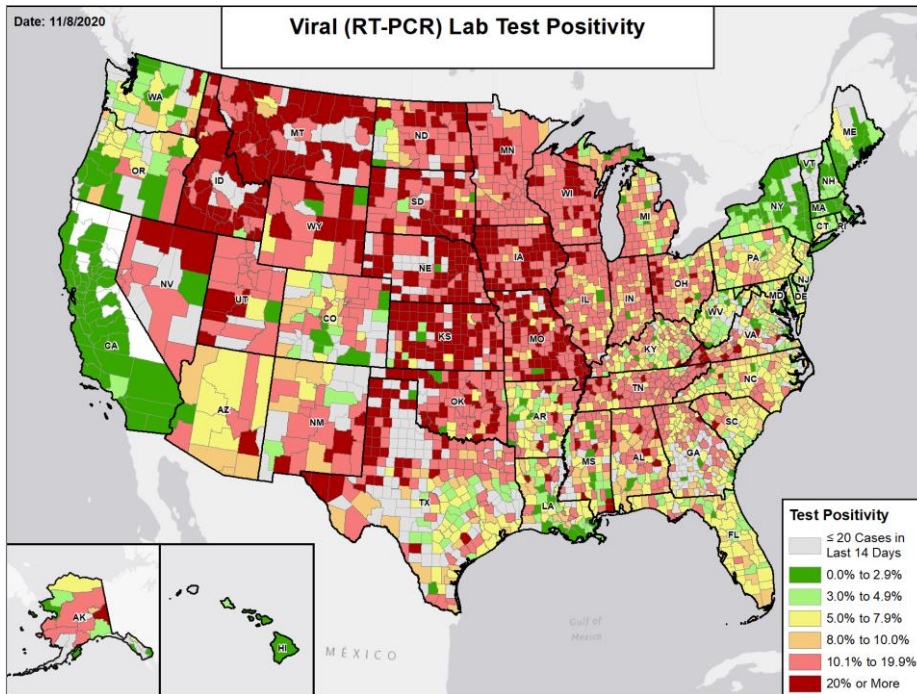 Date: 11/8/2020
Viral (RT-PCR) Lab Test Positivity
WA
MT
ND
MN
ME
OR
ID
SD
WI
MI
VT
NH
NY
MA
CT
RI
WY
IA
PA
NJ
NE
OH
NV
UT
CO
IL
IN
MD
DE
WV
VA
CA
KS
MO
KY
NC
TN
AZ
NM
OK
AR
SC
MS
AL
GA
TX
LA
FL
AK
HI
MÉXICO
Gulf of
Mexico
Test Positivity
≤ 20 Cases in
Last 14 Days
0.0% to 2.9%
3.0% to 4.9%
5.0% to 7.9%
8.0% to 10.0%
10.1% to 19.9%
20% or More